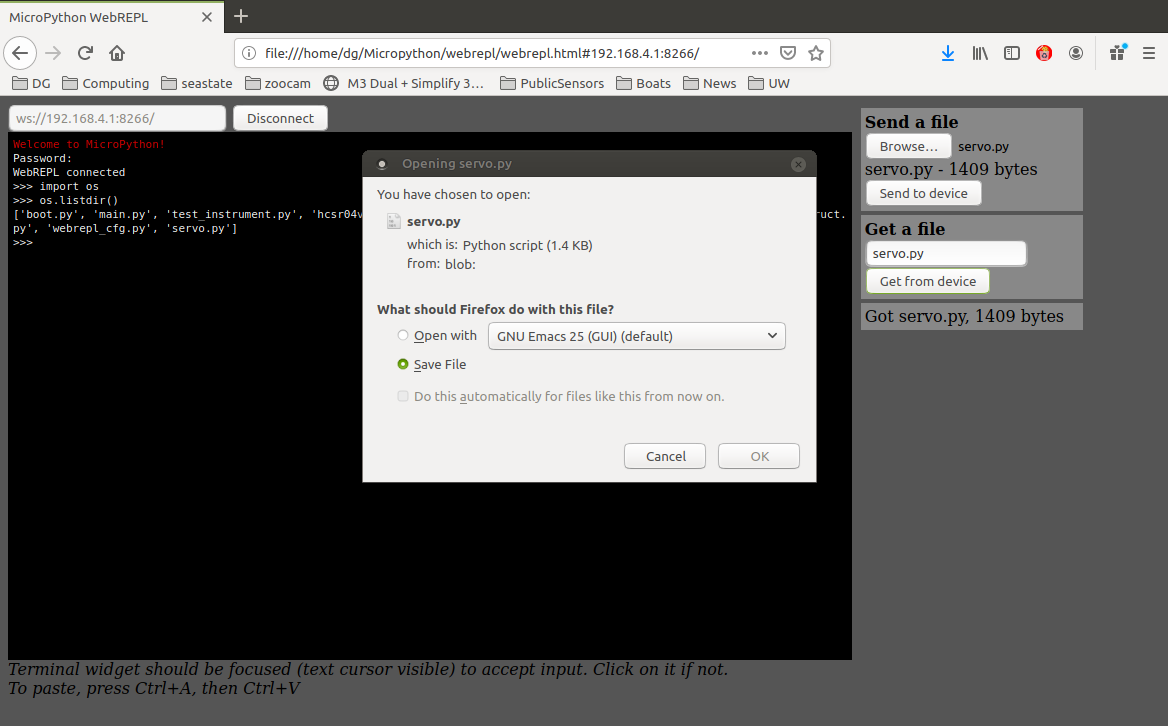 MicroPython WebREPL
file:///home/dg/Micropython/webrepl/webrepl.html#192.168.4.1:8266/
DG Computing seastate zoocam M3 Dual + Simplify 3... PublicSensors Boats News UW
ws://192.168.4.1:8266/ Disconnect
Welcome to MicroPython!
Password:
WebREPL connected
>>> import os
>>> os.listdir()
['boot.py', 'main.py', 'test_instrument.py', 'hcsr04v uct.
py', 'webrepl_cfg.py', 'servo.py']
>>>
Opening servo.py
You have chosen to open:
servo.py
which is: Python script (1.4 KB)
from: blob:
What should Firefox do with this file?
Open with GNU Emacs 25 (GUI) (default)
Save File
Do this automatically for files like this from now on.
Cancel OK
Send a file
Browse... servo.py
servo.py - 1409 bytes
Send to device
Get a file
servo.py
Get from device
Got servo.py, 1409 bytes
Terminal widget should be focused (text cursor visible) to accept input. Click on it if not.
To paste, press Ctrl+A, then Ctrl+V